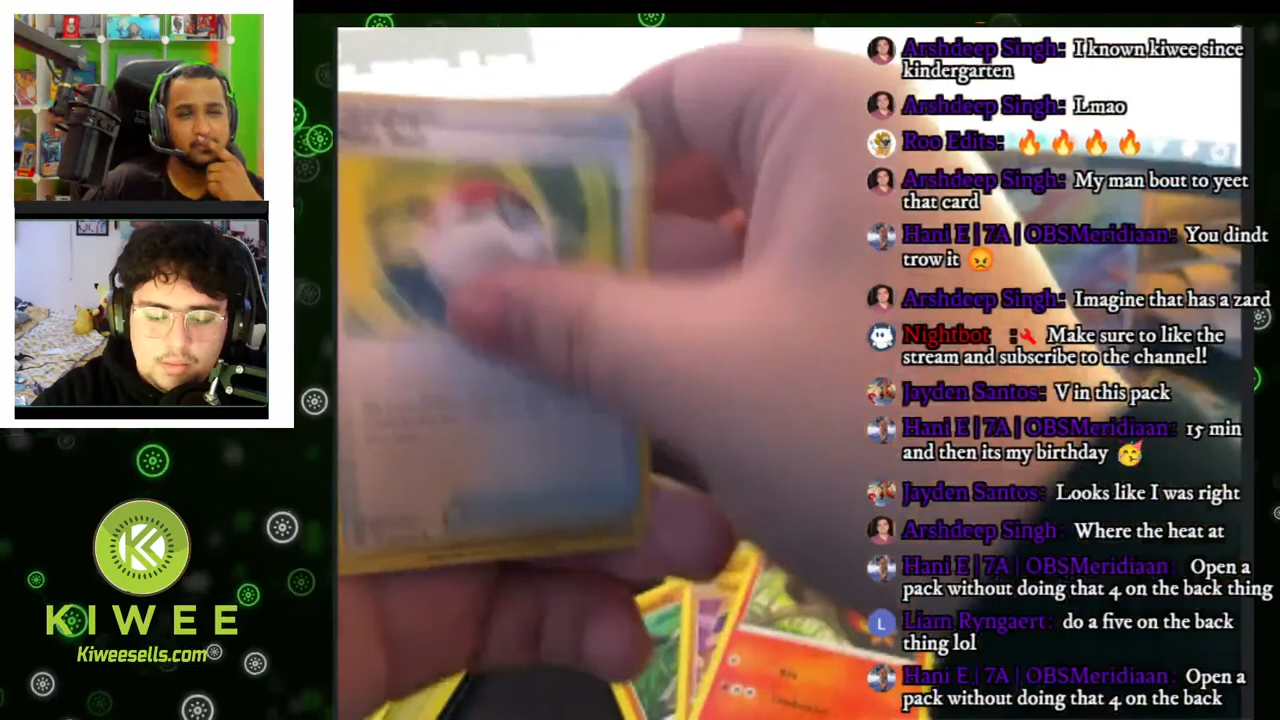 Arshdeep Singh: I known kiwee since
kindergarten
Arshdeep Singh: Lmao
Roo Edits: 🔥 🔥 🔥 🔥
Arshdeep Singh: My man bout to yeet
that card
Hani E | 7A | OBSMeridiaan: You dindt
trow it 😡
Arshdeep Singh: Imagine that has a zard
Nightbot 🔧: Make sure to like the
stream and subscribe to the channel!
Jayden Santos: V in this pack
Hani E | 7A | OBSMeridiaan: 15 min
and then its my birthday 🥳
Jayden Santos: Looks like I was right
Arshdeep Singh: Where the heat at
Hani E | 7A | OBSMeridiaan: Open a
pack without doing that 4 on the back thing
L Liam Ryngaert: do a five on the back
thing lol
Hani E | 7A | OBSMeridiaan: Open a
pack without doing that 4 on the back
K
KIWEE
Kiweesells.com